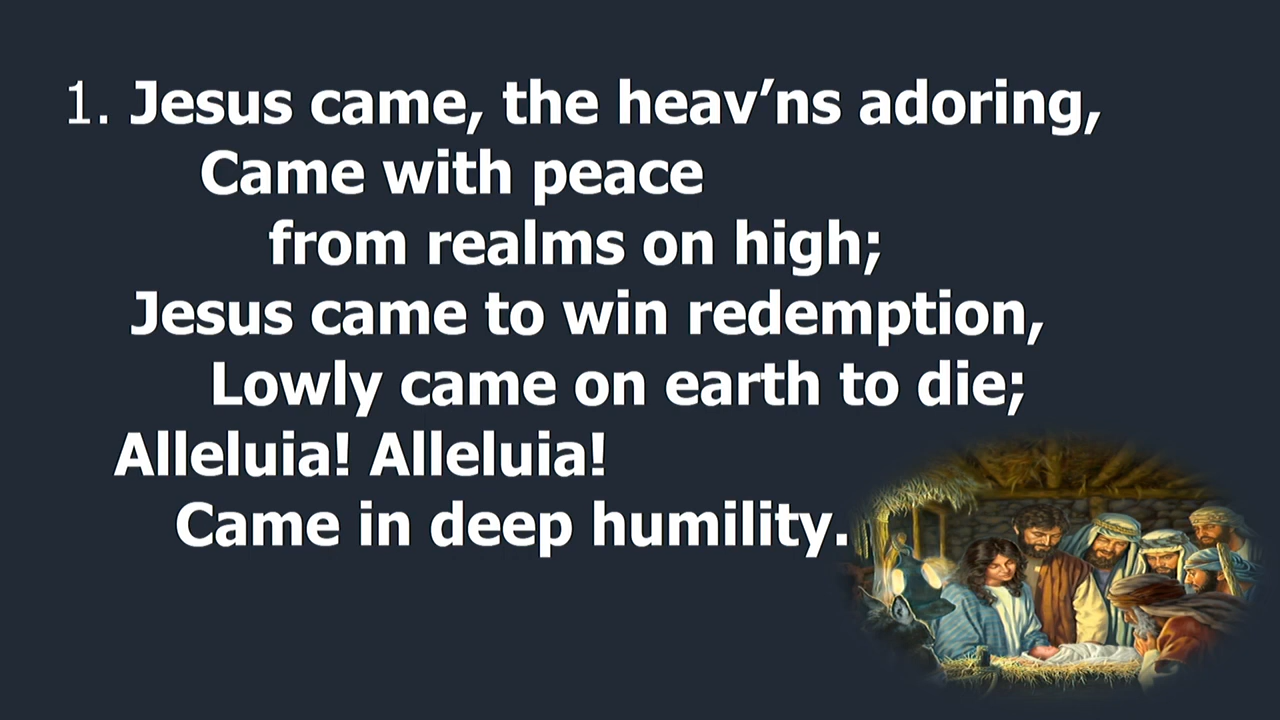 1. Jesus came, the heav’ns adoring,
Came with peace
from realms on high;
Jesus came to win redemption,
Lowly came on earth to die;
Alleluia! Alleluia!
Came in deep humility.